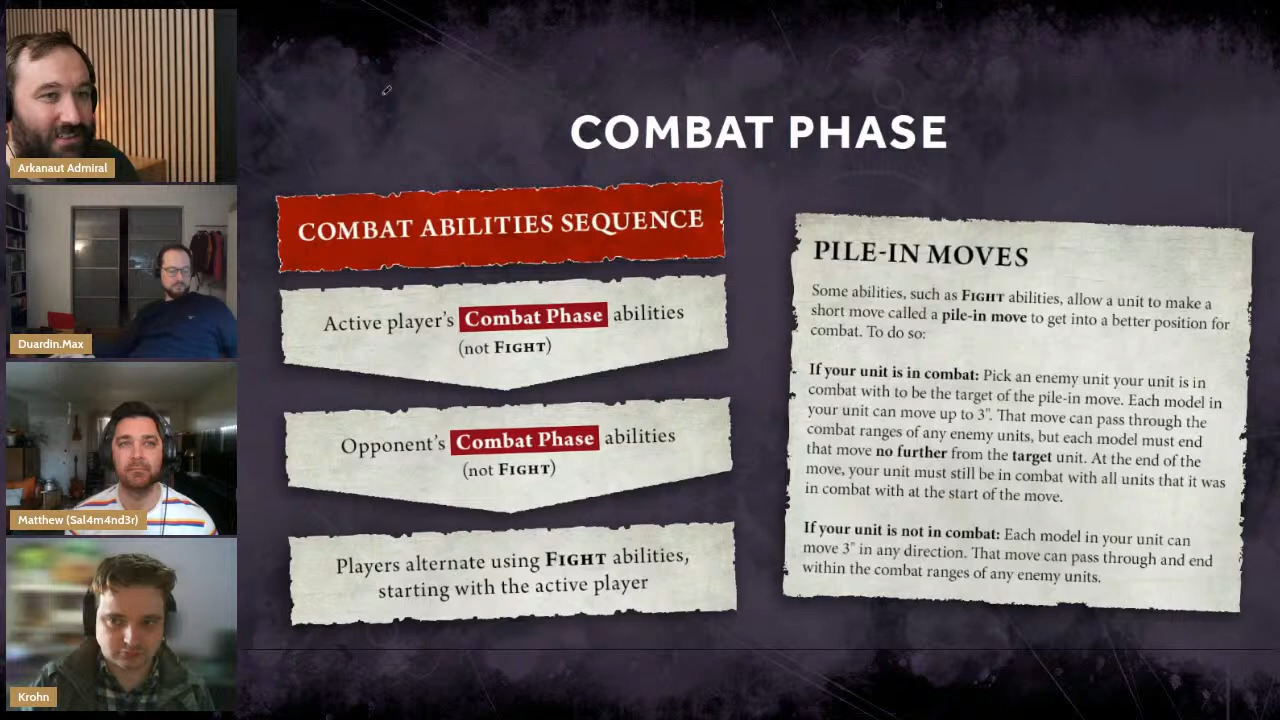 Arkanaut Admiral
Duardin.Max
Matthew (Sal4m4nd3r)
Krohn
COMBAT PHASE
COMBAT ABILITIES SEQUENCE
Active player's Combat Phase abilities
(not FIGHT)
Opponent's Combat Phase abilities
(not FIGHT)
Players alternate using FIGHT abilities,
starting with the active player
PILE-IN MOVES
Some abilities, such as FIGHT abilities, allow a unit to make a
short move called a pile-in move to get into a better position for
combat. To do so:
If your unit is in combat: Pick an enemy unit your unit is in
combat with to be the target of the pile-in move. Each model in
your unit can move up to 3". That move can pass through the
combat ranges of any enemy units, but each model must end
that move no further from the target unit. At the end of the
move, your unit must still be in combat with all units that it was
in combat with at the start of the move.
If your unit is not in combat: Each model in your unit can
move 3" in any direction. That move can pass through and end
within the combat ranges of any enemy units.